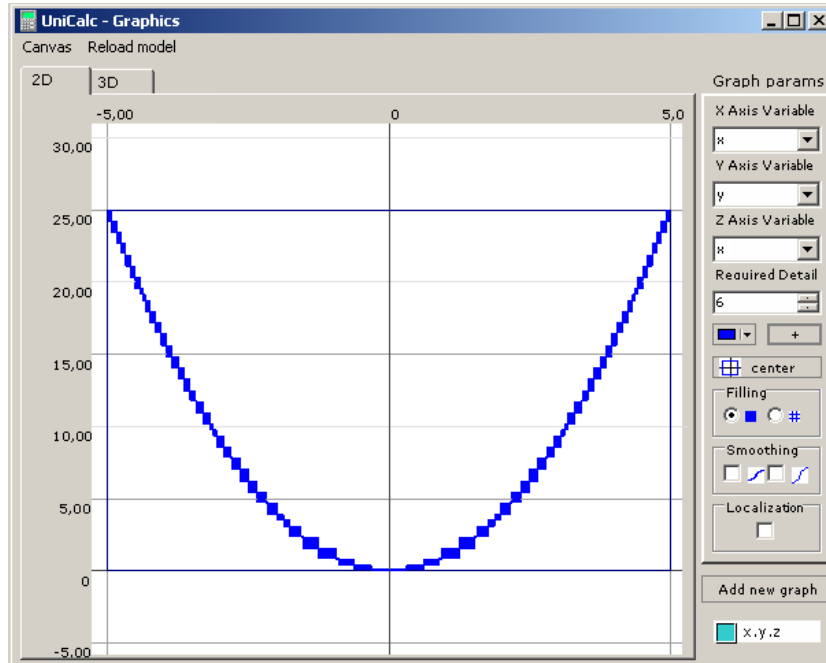 UniCalc - Graphics
Canvas Reload model
2D 3D
Graph params
-5,00 0 5,0
X Axis Variable
x
Y Axis Variable
y
Z Axis Variable
x
Required Detail
6
+
center
Filling
Smoothing
Localization
Add new graph
x.y.z
30,00
25,00
20,00
15,00
10,00
5,00
0
-5,00